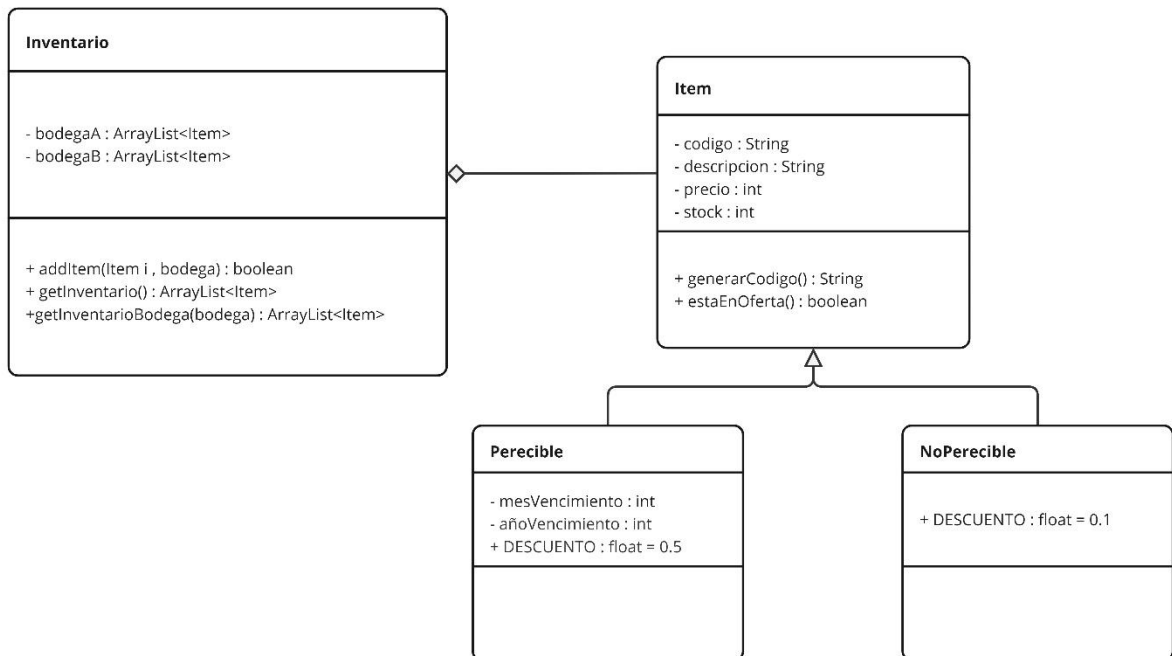 Inventario
- bodegaA : ArrayList<Item>
- bodegaB : ArrayList<Item>
+ addItem(Item i , bodega) : boolean
+ getInventario() : ArrayList<Item>
+getInventarioBodega(bodega) : ArrayList<Item>
Item
- codigo : String
- descripcion : String
- precio : int
- stock : int
+ generarCodigo() : String
+ estaEnOferta() : boolean
Perecible
- mesVencimiento : int
- añoVencimiento : int
+ DESCUENTO : float = 0.5
NoPerecible
+ DESCUENTO : float = 0.1